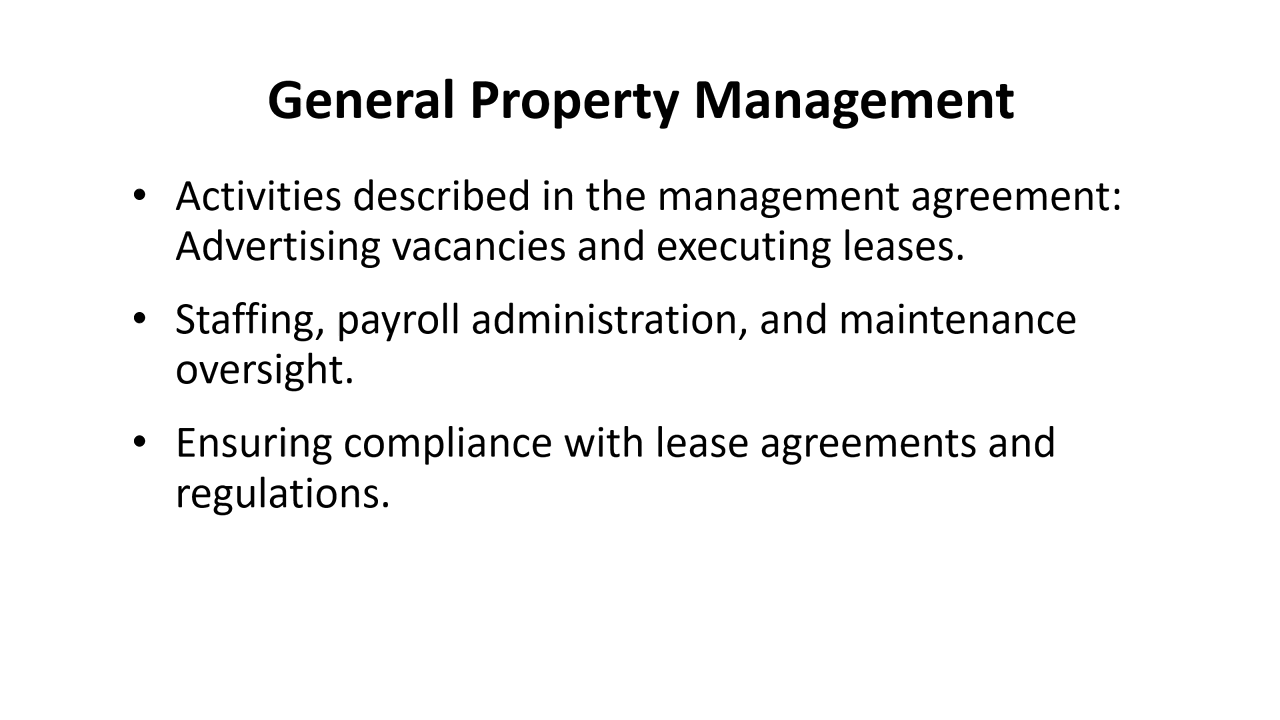 General Property Management
• Activities described in the management agreement:
Advertising vacancies and executing leases.
• Staffing, payroll administration, and maintenance
oversight.
• Ensuring compliance with lease agreements and
regulations.